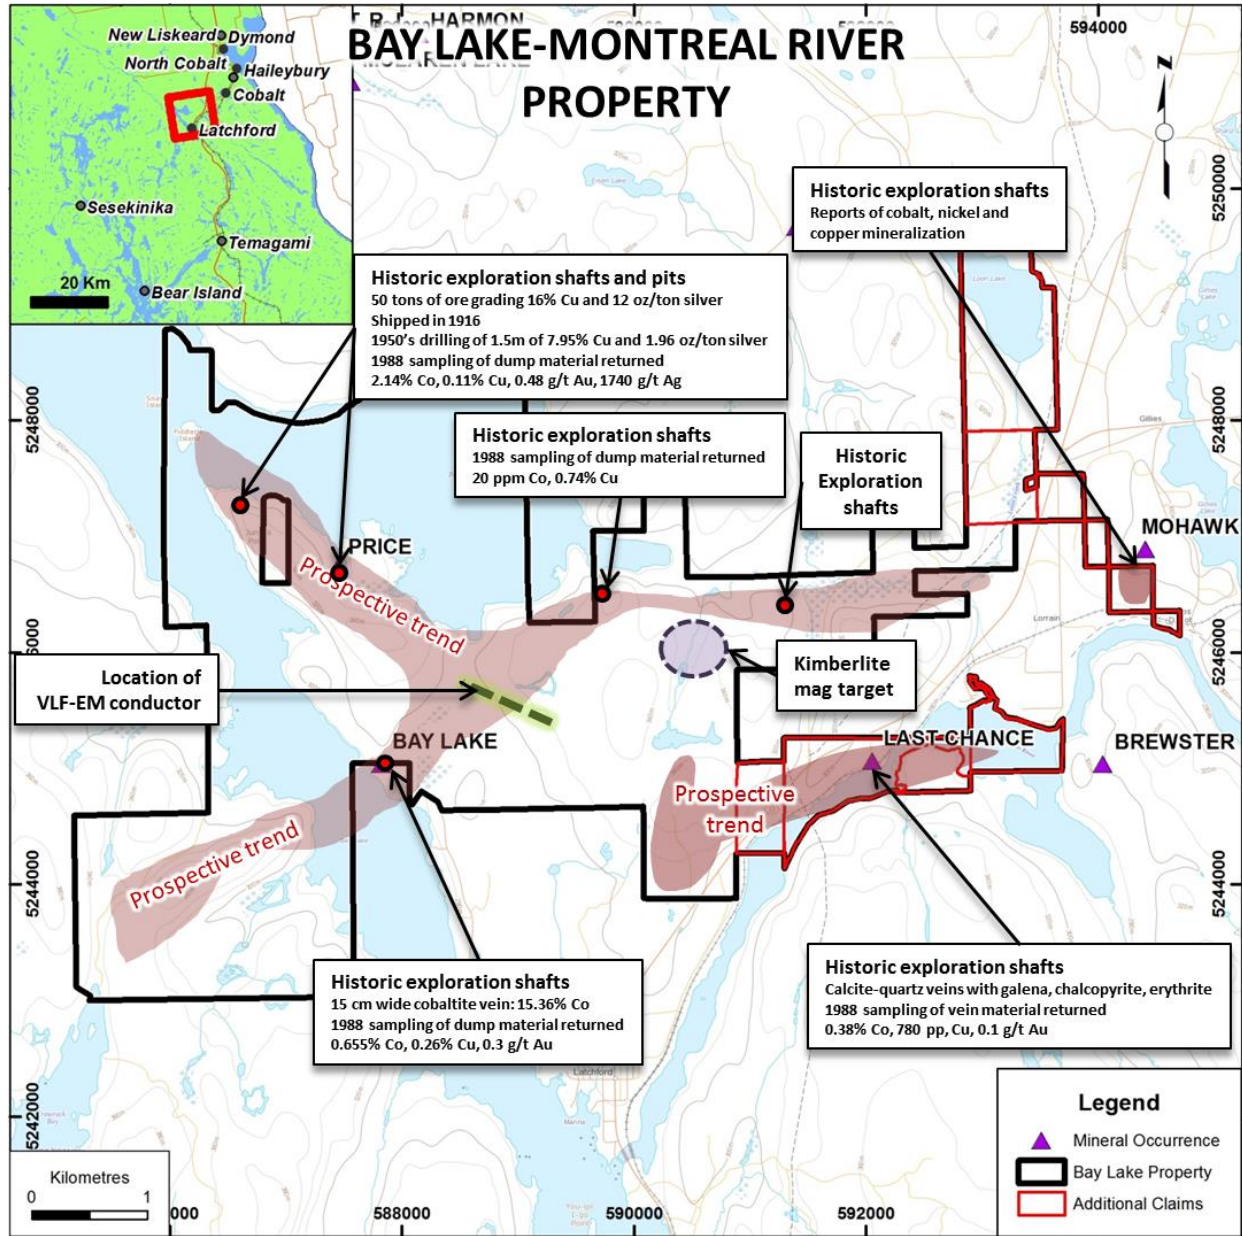 BAY LAKE-MONTREAL RIVER
PROPERTY
HARMON
594000
New Liskeard
Dymond
North Cobalt
Haileybury
Cobalt
Latchford
Sesekinika
Temagami
Bear Island
20 Km
N
5250000
Historic exploration shafts
Reports of cobalt, nickel and
copper mineralization
Historic exploration shafts and pits
50 tons of ore grading 16% Cu and 12 oz/ton silver
Shipped in 1916
1950's drilling of 1.5m of 7.95% Cu and 1.96 oz/ton silver
1988 sampling of dump material returned
2.14% Co, 0.11% Cu, 0.48 g/t Au, 1740 g/t Ag
5248000
5248000
Gillies
Historic exploration shafts
1988 sampling of dump material returned
20 ppm Co, 0.74% Cu
Historic
Exploration
shafts
MOHAWK
PRICE
Prospective trend
Lorrain
5246000
Location of
VLF-EM conductor
Kimberlite
mag target
BAY LAKE
LAST CHANCE
BREWSTER
Prospective
trend
Prospective trend
5244000
5244000
Historic exploration shafts
15 cm wide cobaltite vein: 15.36% Co
1988 sampling of dump material returned
0.655% Co, 0.26% Cu, 0.3 g/t Au
Historic exploration shafts
Calcite-quartz veins with galena, chalcopyrite, erythrite
1988 sampling of vein material returned
0.38% Co, 780 pp, Cu, 0.1 g/t Au
Latchford
Marina
5242000
Legend
Mineral Occurrence
Bay Lake Property
Additional Claims
Kilometres
0 1
588000
590000
592000